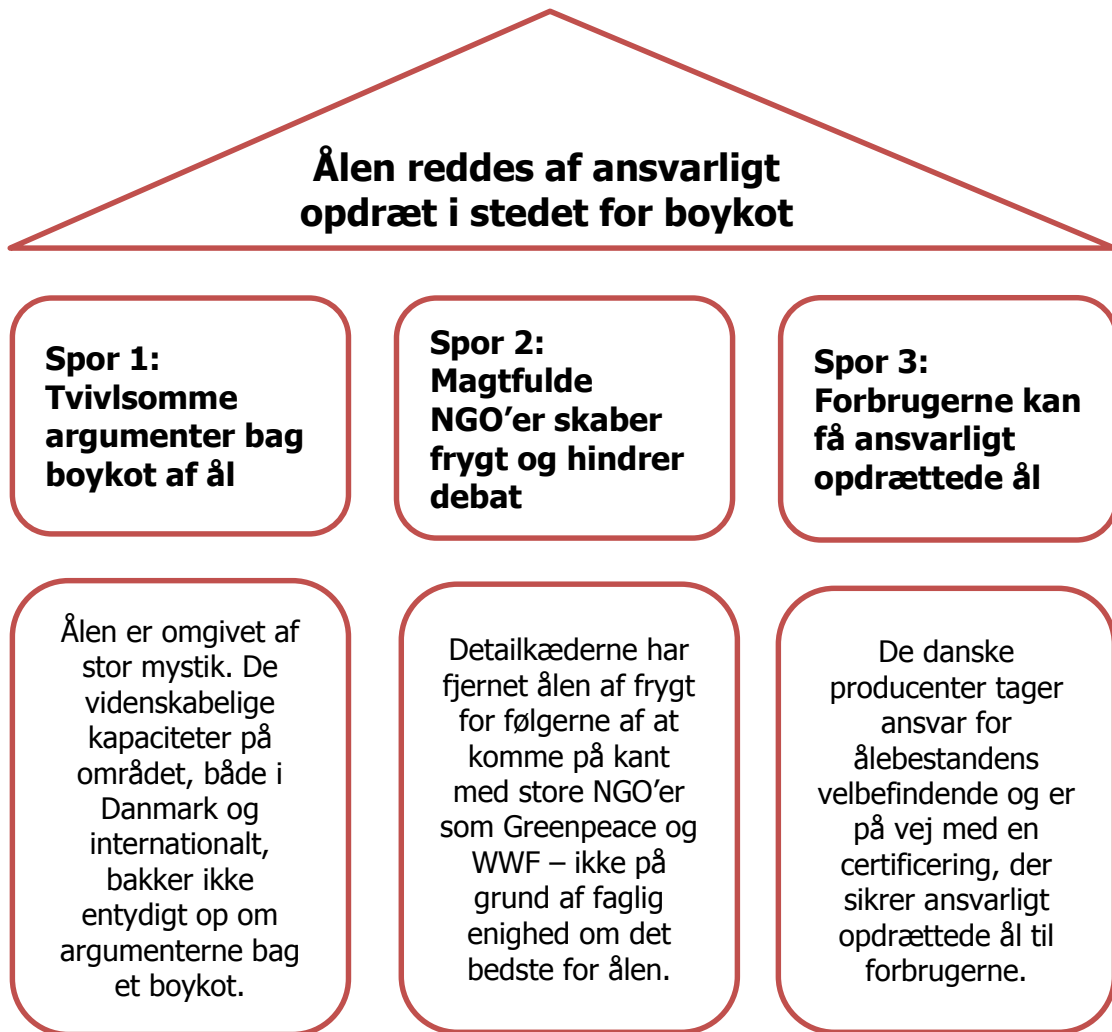 Ålen reddes af ansvarligt
opdræt i stedet for boykot
Spor 1:
Tvivlsomme
argumenter bag
boykot af ål
Spor 2:
Magtfulde
NGO’er skaber
frygt og hindrer
debat
Spor 3:
Forbrugerne kan
få ansvarligt
opdrættede ål
Ålen er omgivet af
stor mystik. De
videnskabelige
kapaciteter på
området, både i
Danmark og
internationalt,
bakker ikke
entydigt op om
argumenterne bag
et boykot.
Detailkæderne har
fjernet ålen af frygt
for følgerne af at
komme på kant
med store NGO’er
som Greenpeace og
WWF – ikke på
grund af faglig
enighed om det
bedste for ålen.
De danske
producenter tager
ansvar for
ålebestandens
velbefindende og er
på vej med en
certificering, der
sikrer ansvarligt
opdrættede ål til
forbrugerne.